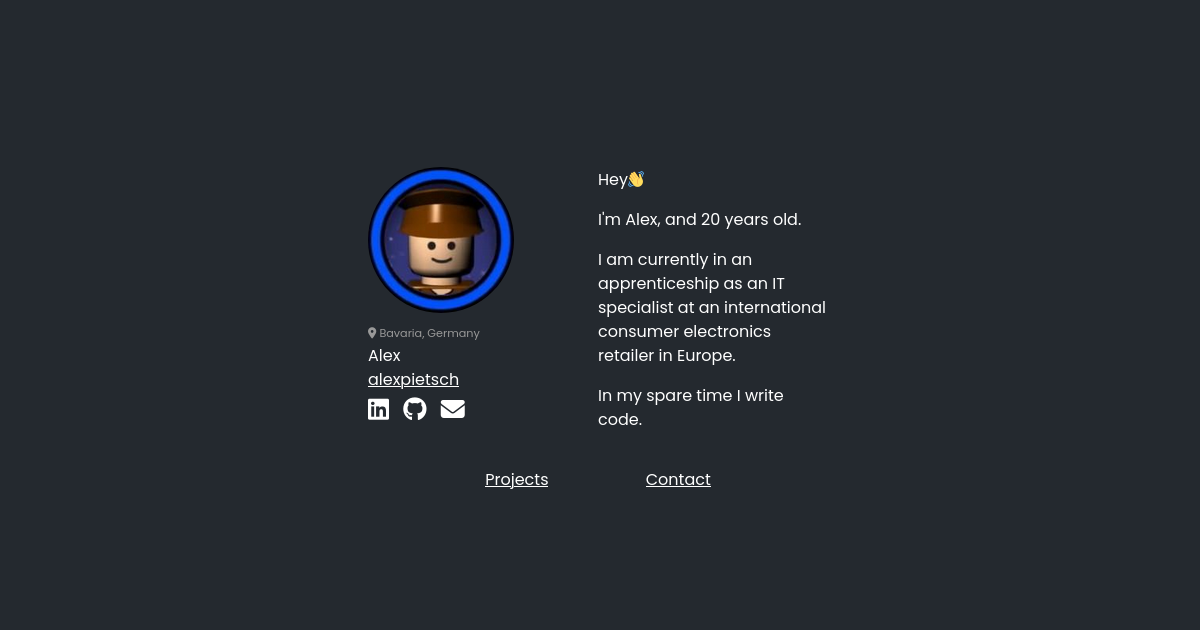 Bavaria, Germany
Alex
alexpietsch
Hey👋
I'm Alex, and 20 years old.
I am currently in an
apprenticeship as an IT
specialist at an international
consumer electronics
retailer in Europe.
In my spare time I write
code.
Projects
Contact